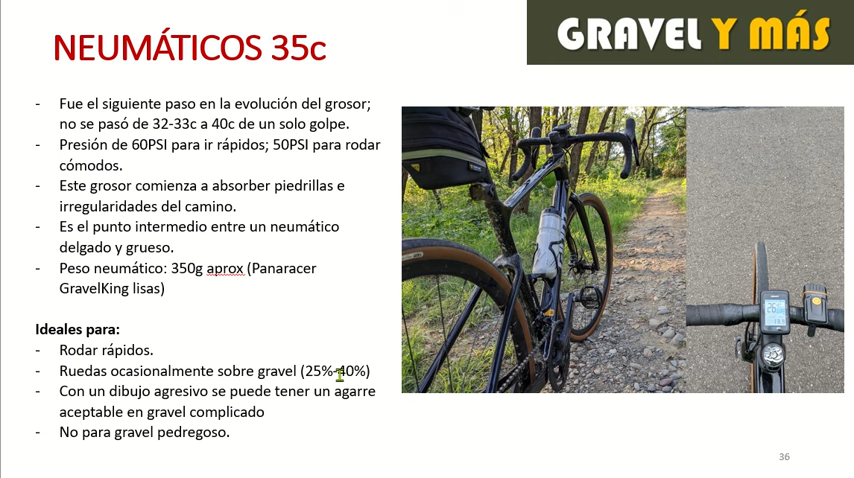 NEUMÁTICOS 35c
GRAVEL Y MÁS
- Fue el siguiente paso en la evolución del grosor;
no se pasó de 32-33c a 40c de un solo golpe.
- Presión de 60PSI para ir rápidos; 50PSI para rodar
cómodos.
- Este grosor comienza a absorber piedrillas e
irregularidades del camino.
- Es el punto intermedio entre un neumático
delgado y grueso.
- Peso neumático: 350g aprox (Panaracer
GravelKing lisas)
Ideales para:
- Rodar rápidos.
- Ruedas ocasionalmente sobre gravel (25%-40%)
- Con un dibujo agresivo se puede tener un agarre
aceptable en gravel complicado
- No para gravel pedregoso.
36